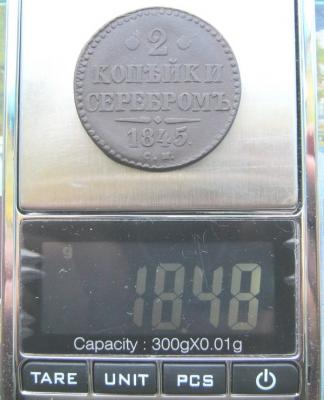 2
КОПѢЙКИ
СЕРЕБРОМЪ
1845.
С.М.
g
18.48
Capacity : 300gX0.01g
TARE UNIT PCS